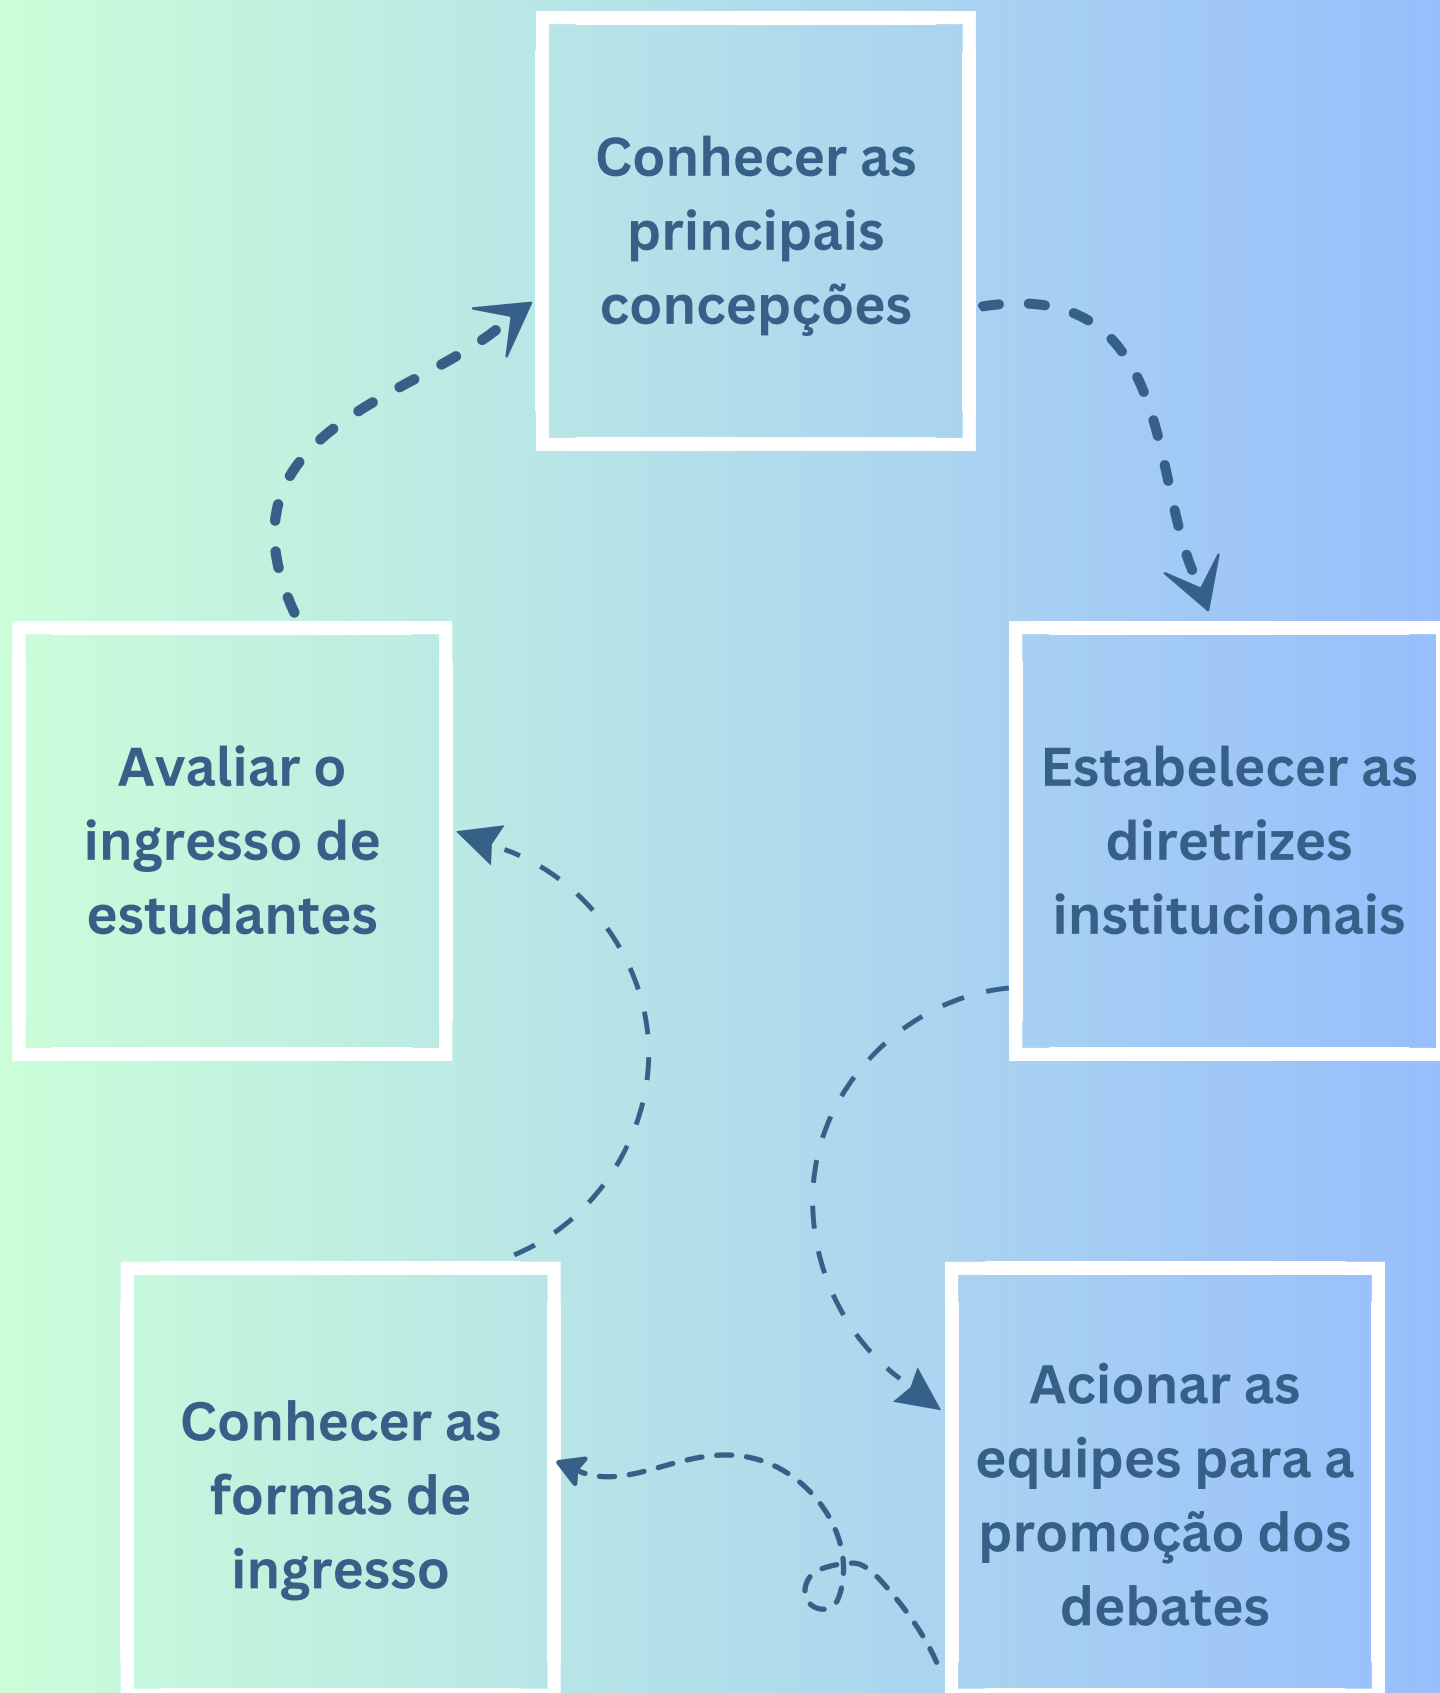 Conhecer as
principais
concepções
Avaliar o
ingresso de
estudantes
Estabelecer as
diretrizes
institucionais
Conhecer as
formas de
ingresso
Acionar as
equipes para a
promoção dos
debates